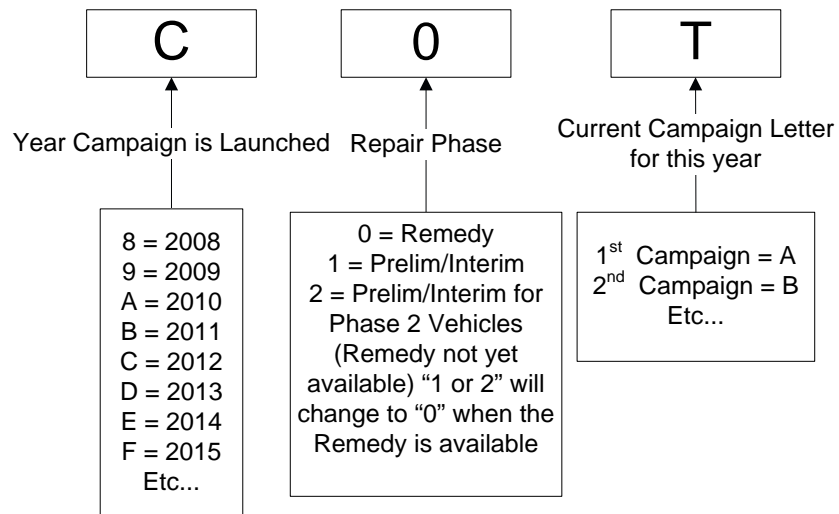 C
0
T
Year Campaign is Launched
Repair Phase
Current Campaign Letter
for this year
8 = 2008
9 = 2009
A = 2010
B = 2011
C = 2012
D = 2013
E = 2014
F = 2015
Etc...
0 = Remedy
1 = Prelim/Interim
2 = Prelim/Interim for
Phase 2 Vehicles
(Remedy not yet
available) “1 or 2” will
change to “0” when the
Remedy is available
1st Campaign = A
2nd Campaign = B
Etc...